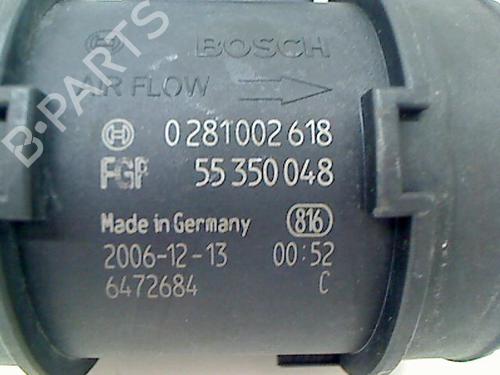 BOSCH
AIR FLOW
0 281 002 618
FGP 55 350 048
Made in Germany 816
2006-12-13 00:52
6472684 C
B-PARTS